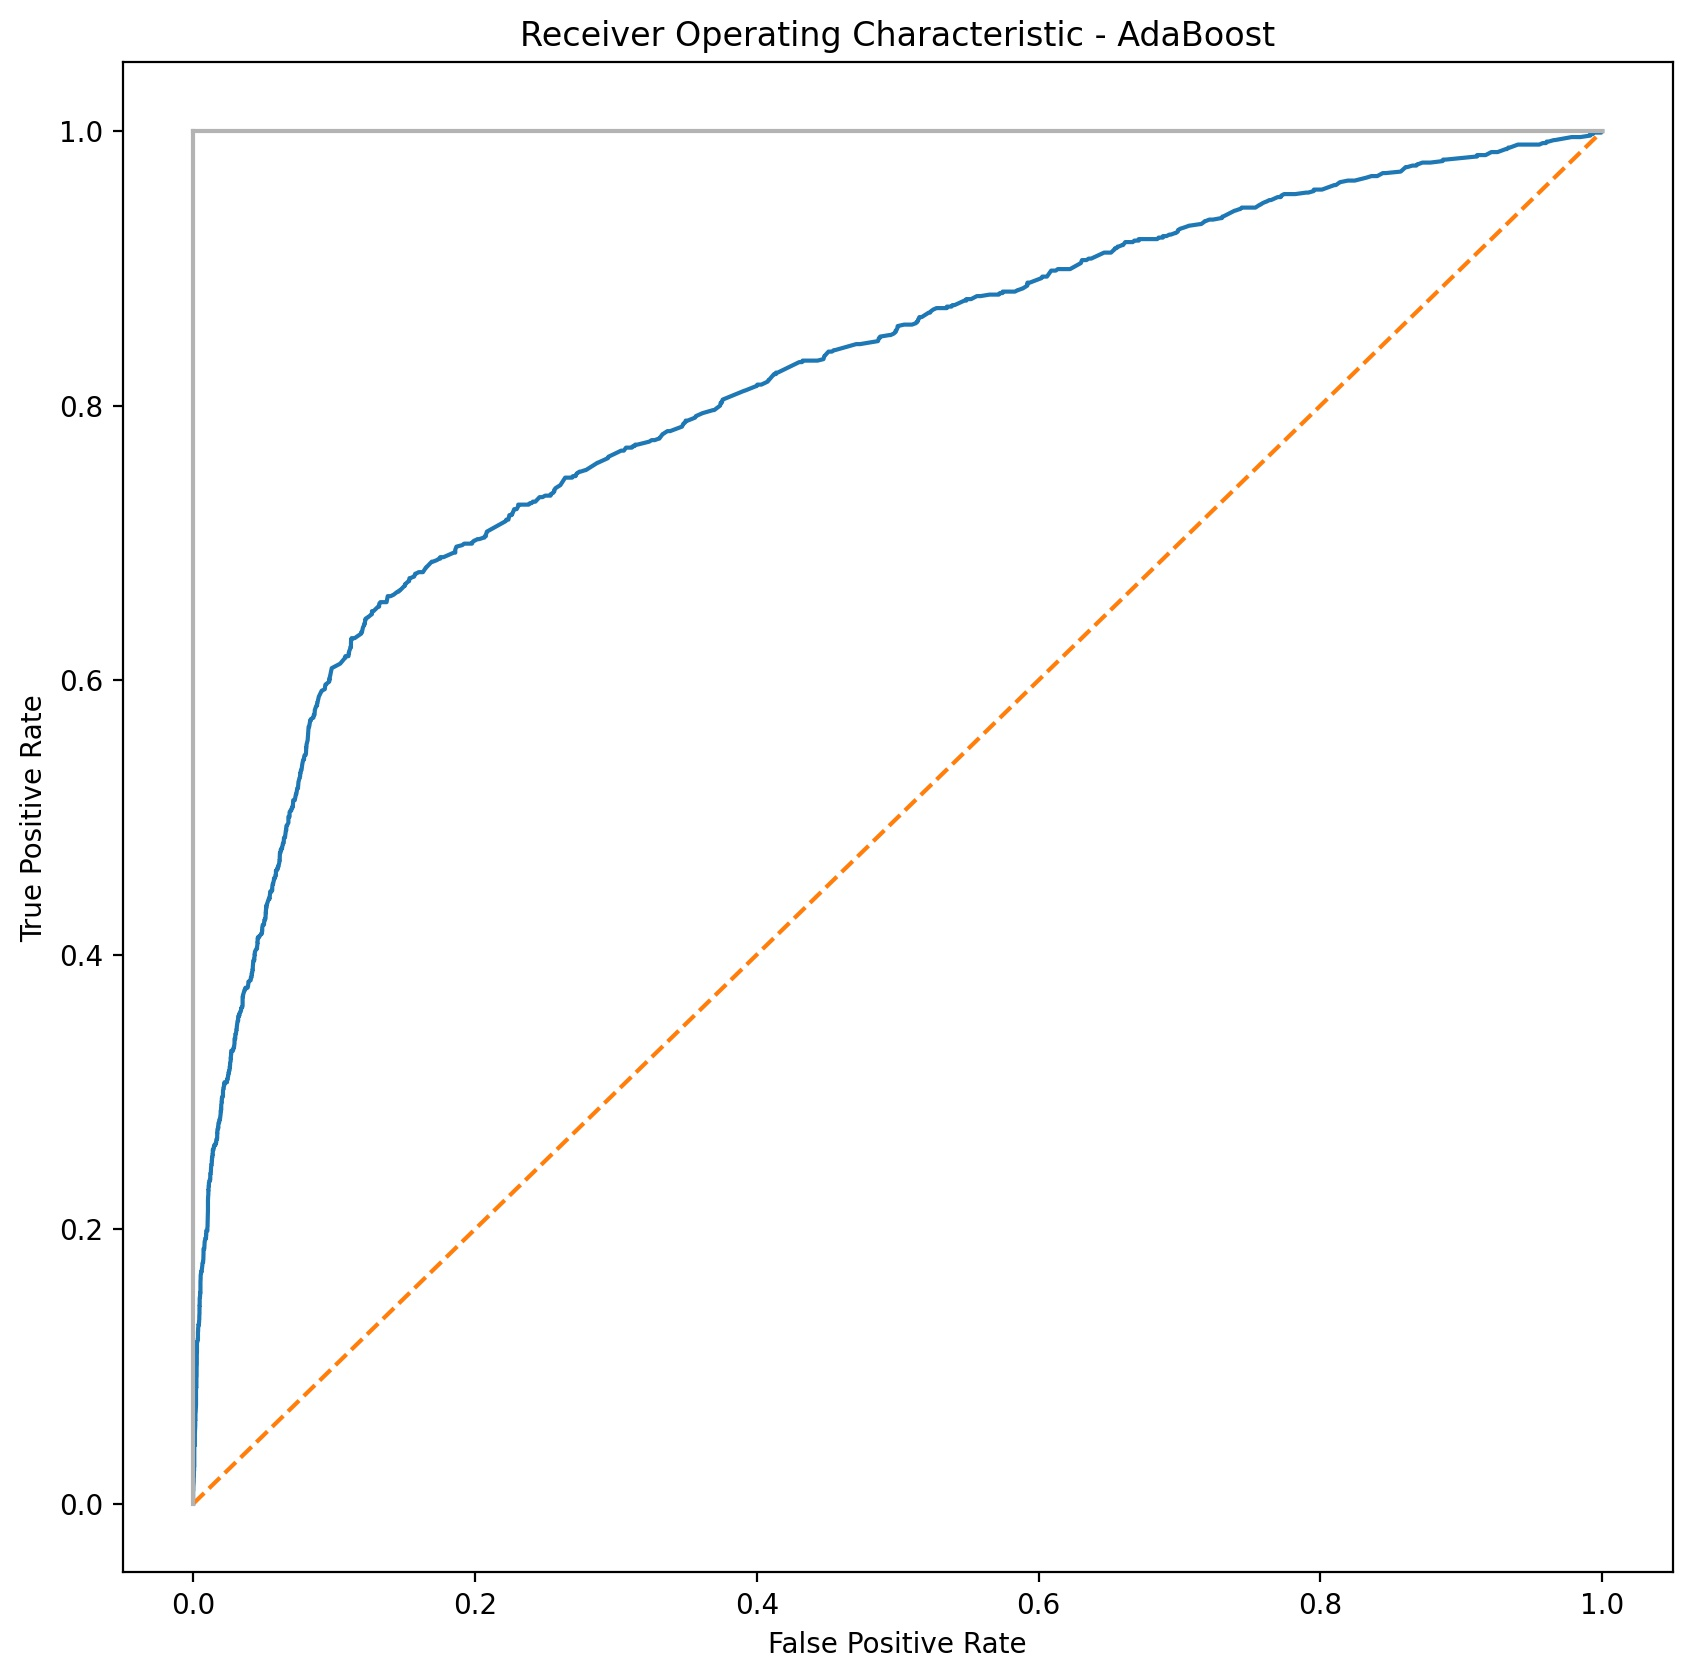 Receiver Operating Characteristic - AdaBoost
1.0
0.8
0.6
0.4
0.2
0.0
True Positive Rate
0.0 0.2 0.4 0.6 0.8 1.0
False Positive Rate